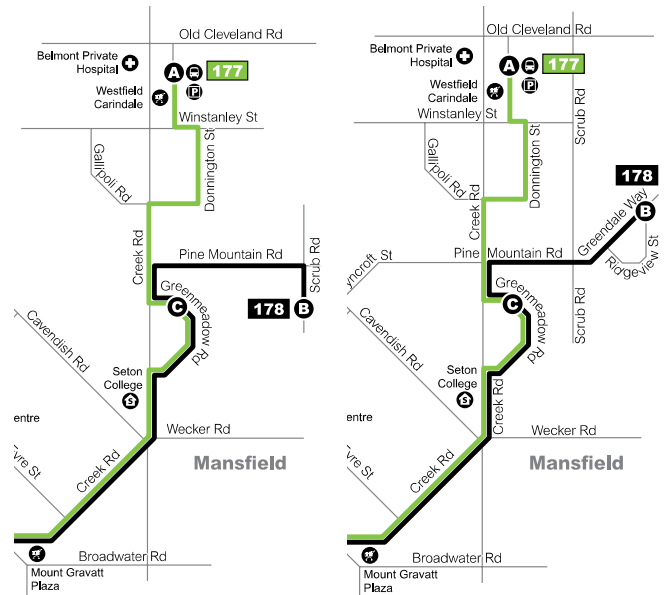 Old Cleveland Rd
Belmont Private
Hospital
A
177
P
Westfield
Carindale
Winstanley St
Donnington St
Gallipoli Rd
Creek Rd
Pine Mountain Rd
Scrub Rd
178
B
C
Greenmeadow Rd
Cavendish Rd
Seton
College
S
entre
Wecker Rd
Creek Rd
Mansfield
Broadwater Rd
Mount Gravatt
Plaza
Old Cleveland Rd
Belmont Private
Hospital
A
177
P
Westfield
Carindale
Scrub Rd
Winstanley St
Donnington St
Gallipoli Rd
178
B
Creek Rd
Greendale Way
Ridgeview St
yncroft St
Pine Mountain Rd
C
Greenmeadow Rd
Scrub Rd
Cavendish Rd
Seton
College
S
Creek Rd
entre
Wecker Rd
Creek Rd
Mansfield
Broadwater Rd
Mount Gravatt
Plaza